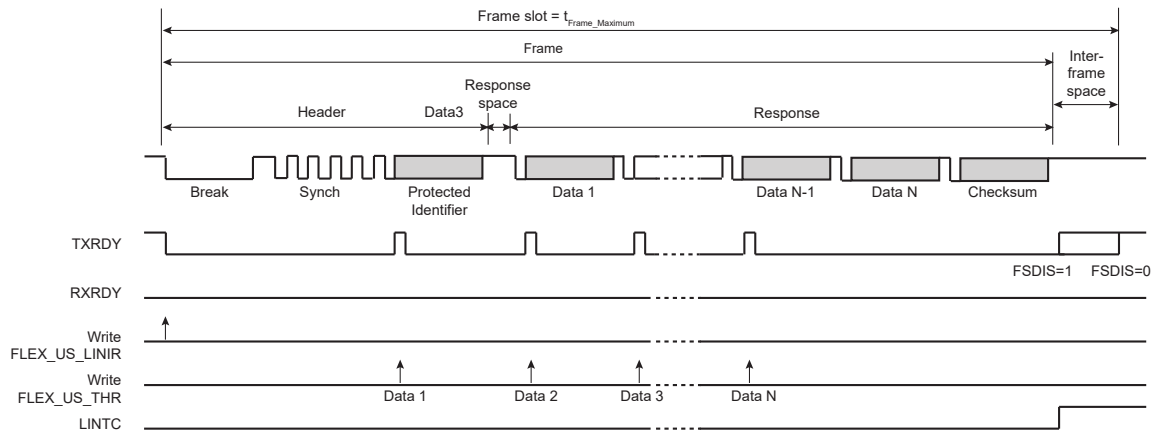 Frame slot = tFrame_Maximum
Frame
Inter-
frame
space
Response
space
Header
Data3
Response
Break
Synch
Protected
Identifier
Data 1
Data N-1
Data N
Checksum
TXRDY
FSDIS=1
FSDIS=0
RXRDY
Write
FLEX_US_LINIR
Write
FLEX_US_THR
Data 1
Data 2
Data 3
Data N
LINTC